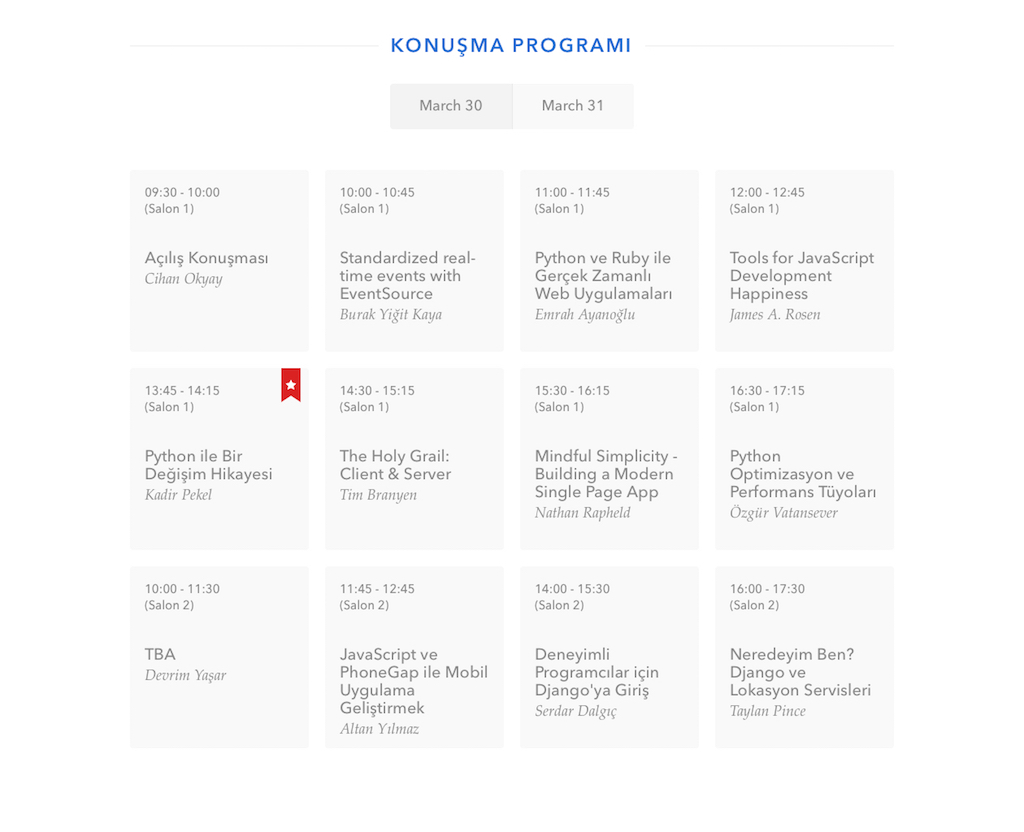 KONUŞMA PROGRAMI
March 30
March 31
09:30 - 10:00
(Salon 1)
Açılış Konuşması
Cihan Okyay
10:00 - 10:45
(Salon 1)
Standardized real-
time events with
EventSource
Burak Yiğit Kaya
11:00 - 11:45
(Salon 1)
Python ve Ruby ile
Gerçek Zamanlı
Web Uygulamaları
Emrah Ayanoğlu
12:00 - 12:45
(Salon 1)
Tools for JavaScript
Development
Happiness
James A. Rosen
13:45 - 14:15
(Salon 1)
Python ile Bir
Değişim Hikayesi
Kadir Pekel
14:30 - 15:15
(Salon 1)
The Holy Grail:
Client & Server
Tim Branyen
15:30 - 16:15
(Salon 1)
Mindful Simplicity -
Building a Modern
Single Page App
Nathan Rapheld
16:30 - 17:15
(Salon 1)
Python
Optimizasyon ve
Performans Tüyoları
Özgür Vatansever
10:00 - 11:30
(Salon 2)
TBA
Devrim Yaşar
11:45 - 12:45
(Salon 2)
JavaScript ve
PhoneGap ile Mobil
Uygulama
Geliştirmek
Altan Yılmaz
14:00 - 15:30
(Salon 2)
Deneyimli
Programcılar için
Django'ya Giriş
Serdar Dalgıç
16:00 - 17:30
(Salon 2)
Neredeyim Ben?
Django ve
Lokasyon Servisleri
Taylan Pince